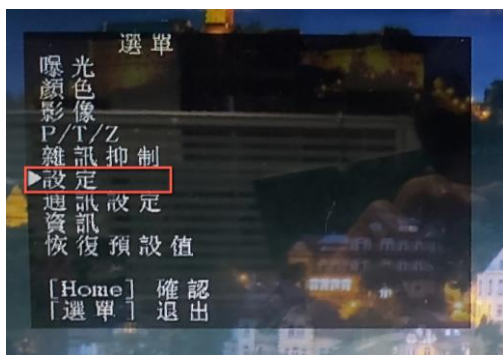 選單
曝光
顏色
影像
P/T/Z
雜訊抑制
▶設定
通訊設定
資訊
恢復預設值
[Home] 確認
[選單] 退出